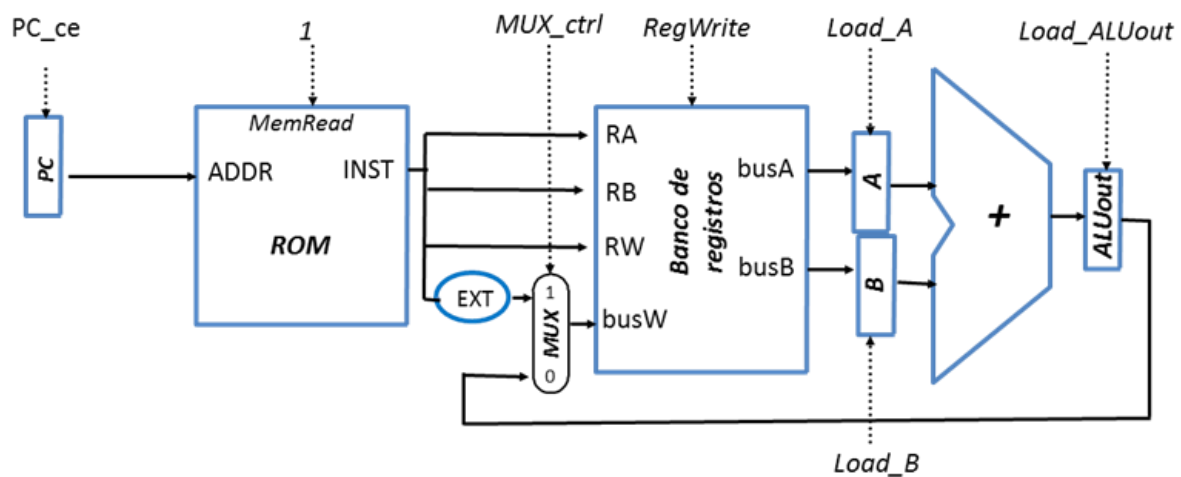 PC_ce
1
MUX_ctrl
RegWrite
Load_A
Load_ALUout
PC
MemRead
ADDR
INST
ROM
EXT
1
MUX
0
RA
RB
RW
busW
Banco de
registros
busA
busB
A
B
+
ALUout
Load_B